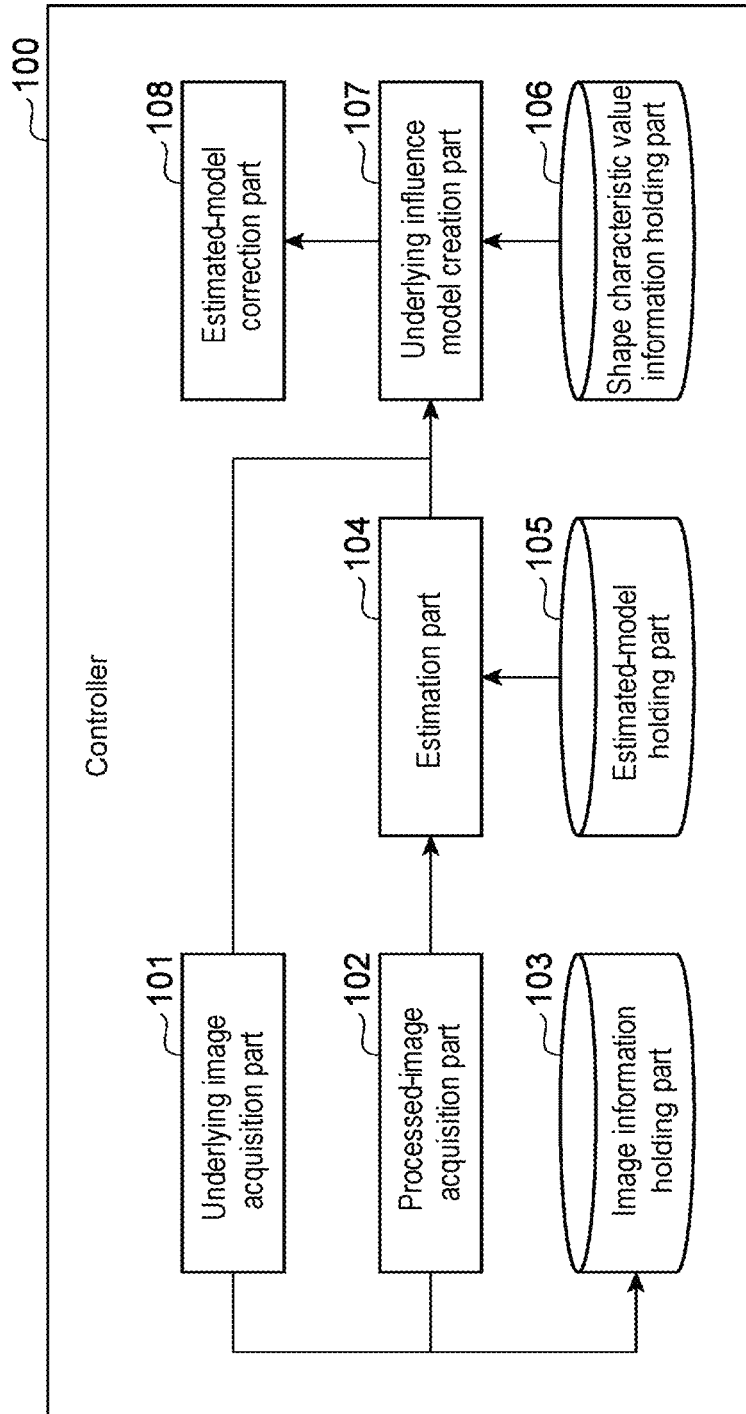 100
Controller
101
Underlying image
acquisition part
102
Processed-image
acquisition part
103
Image information
holding part
104
Estimation part
105
Estimated-model
holding part
108
Estimated-model
correction part
107
Underlying influence
model creation part
106
Shape characteristic value
information holding part